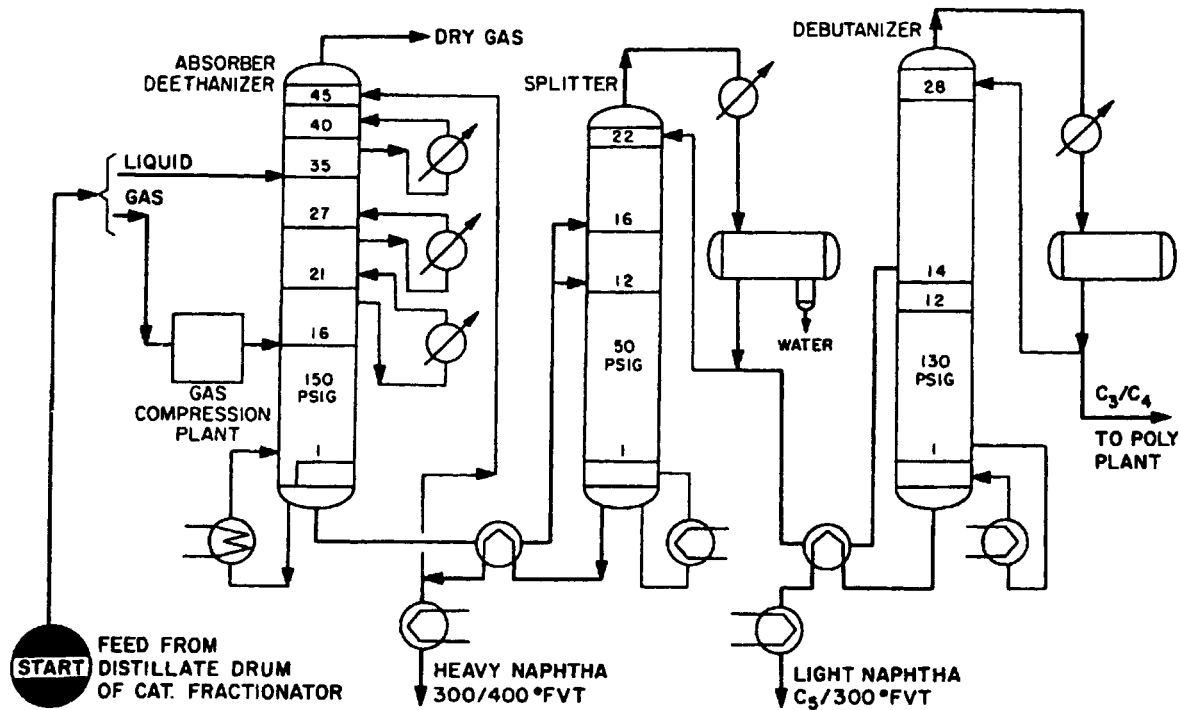 DRY GAS
ABSORBER
DEETHANIZER
45
40
35
27
21
16
150
PSIG
1
LIQUID
GAS
GAS
COMPRESSION
PLANT
START
FEED FROM
DISTILLATE DRUM
OF CAT. FRACTIONATOR
SPLITTER
22
16
12
50
PSIG
1
WATER
HEAVY NAPHTHA
300/400 °FVT
DEBUTANIZER
28
14
12
130
PSIG
1
C3/C4
TO POLY
PLANT
LIGHT NAPHTHA
C5/300 °FVT